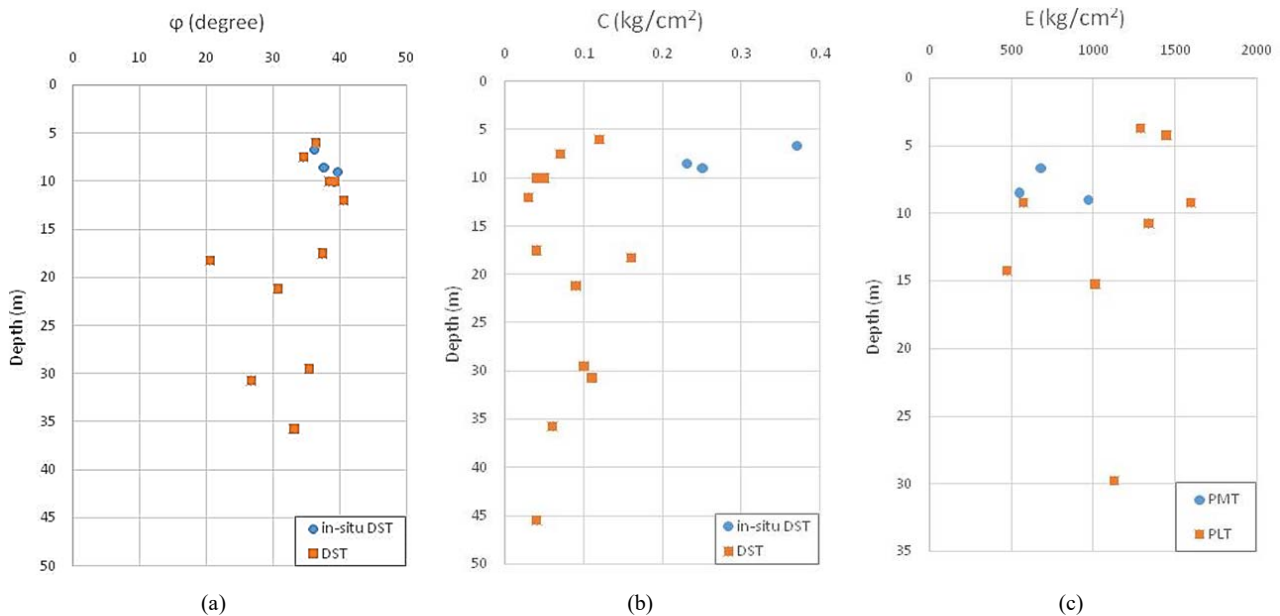 φ (degree)
0 10 20 30 40 50
0
5
10
15
20
25
30
35
40
45
50
Depth (m)
in-situ DST
DST
(a)
C (kg/cm²)
0 0.1 0.2 0.3 0.4
0
5
10
15
20
25
30
35
40
45
50
Depth (m)
in-situ DST
DST
(b)
E (kg/cm²)
0 500 1000 1500 2000
0
5
10
15
20
25
30
35
Depth (m)
PMT
PLT
(c)